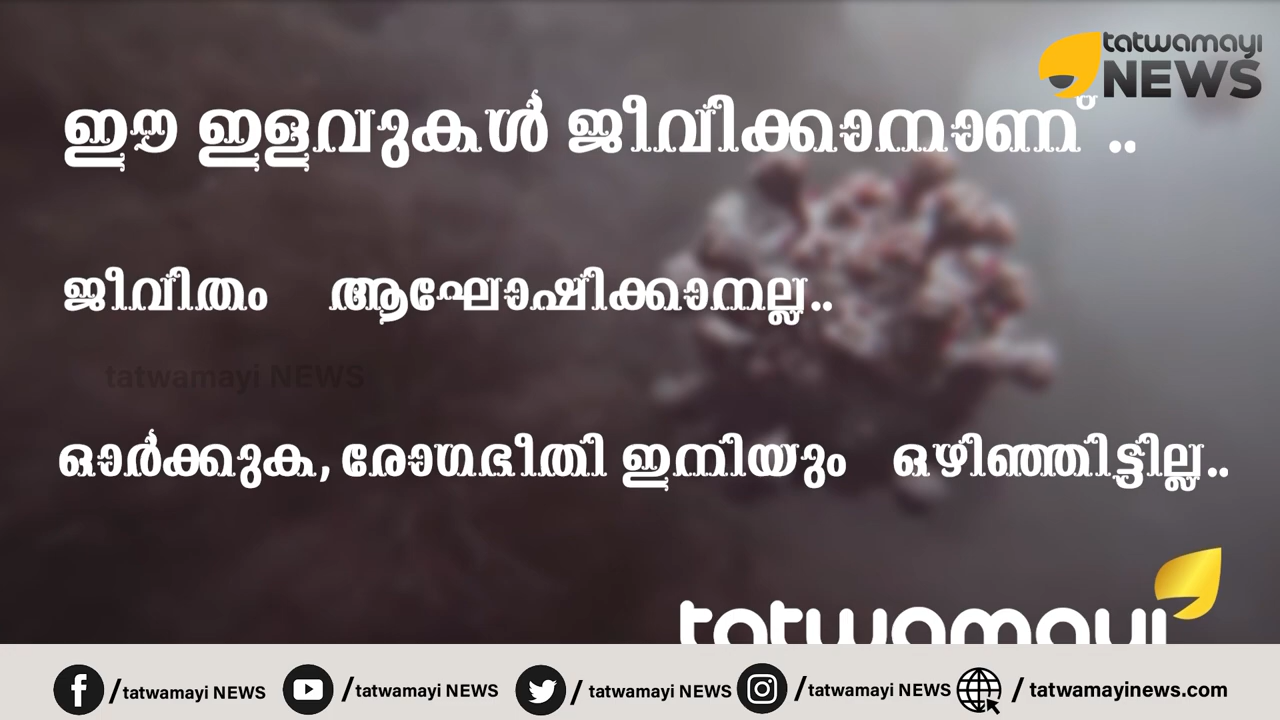 tatwamayi
NEWS
ഈ ഇളവുകൾ ജീവിക്കാനാണ് ..
ജീവിതം ആഘോഷിക്കാനല്ല..
tatwamayi NEWS
ഓർക്കുക, രോഗഭീതി ഇനിയും ഒഴിഞ്ഞിട്ടില്ല..
tatwamayi
/tatwamayi NEWS /tatwamayi NEWS / tatwamayi NEWS /tatwamayi NEWS / tatwamayinews.com